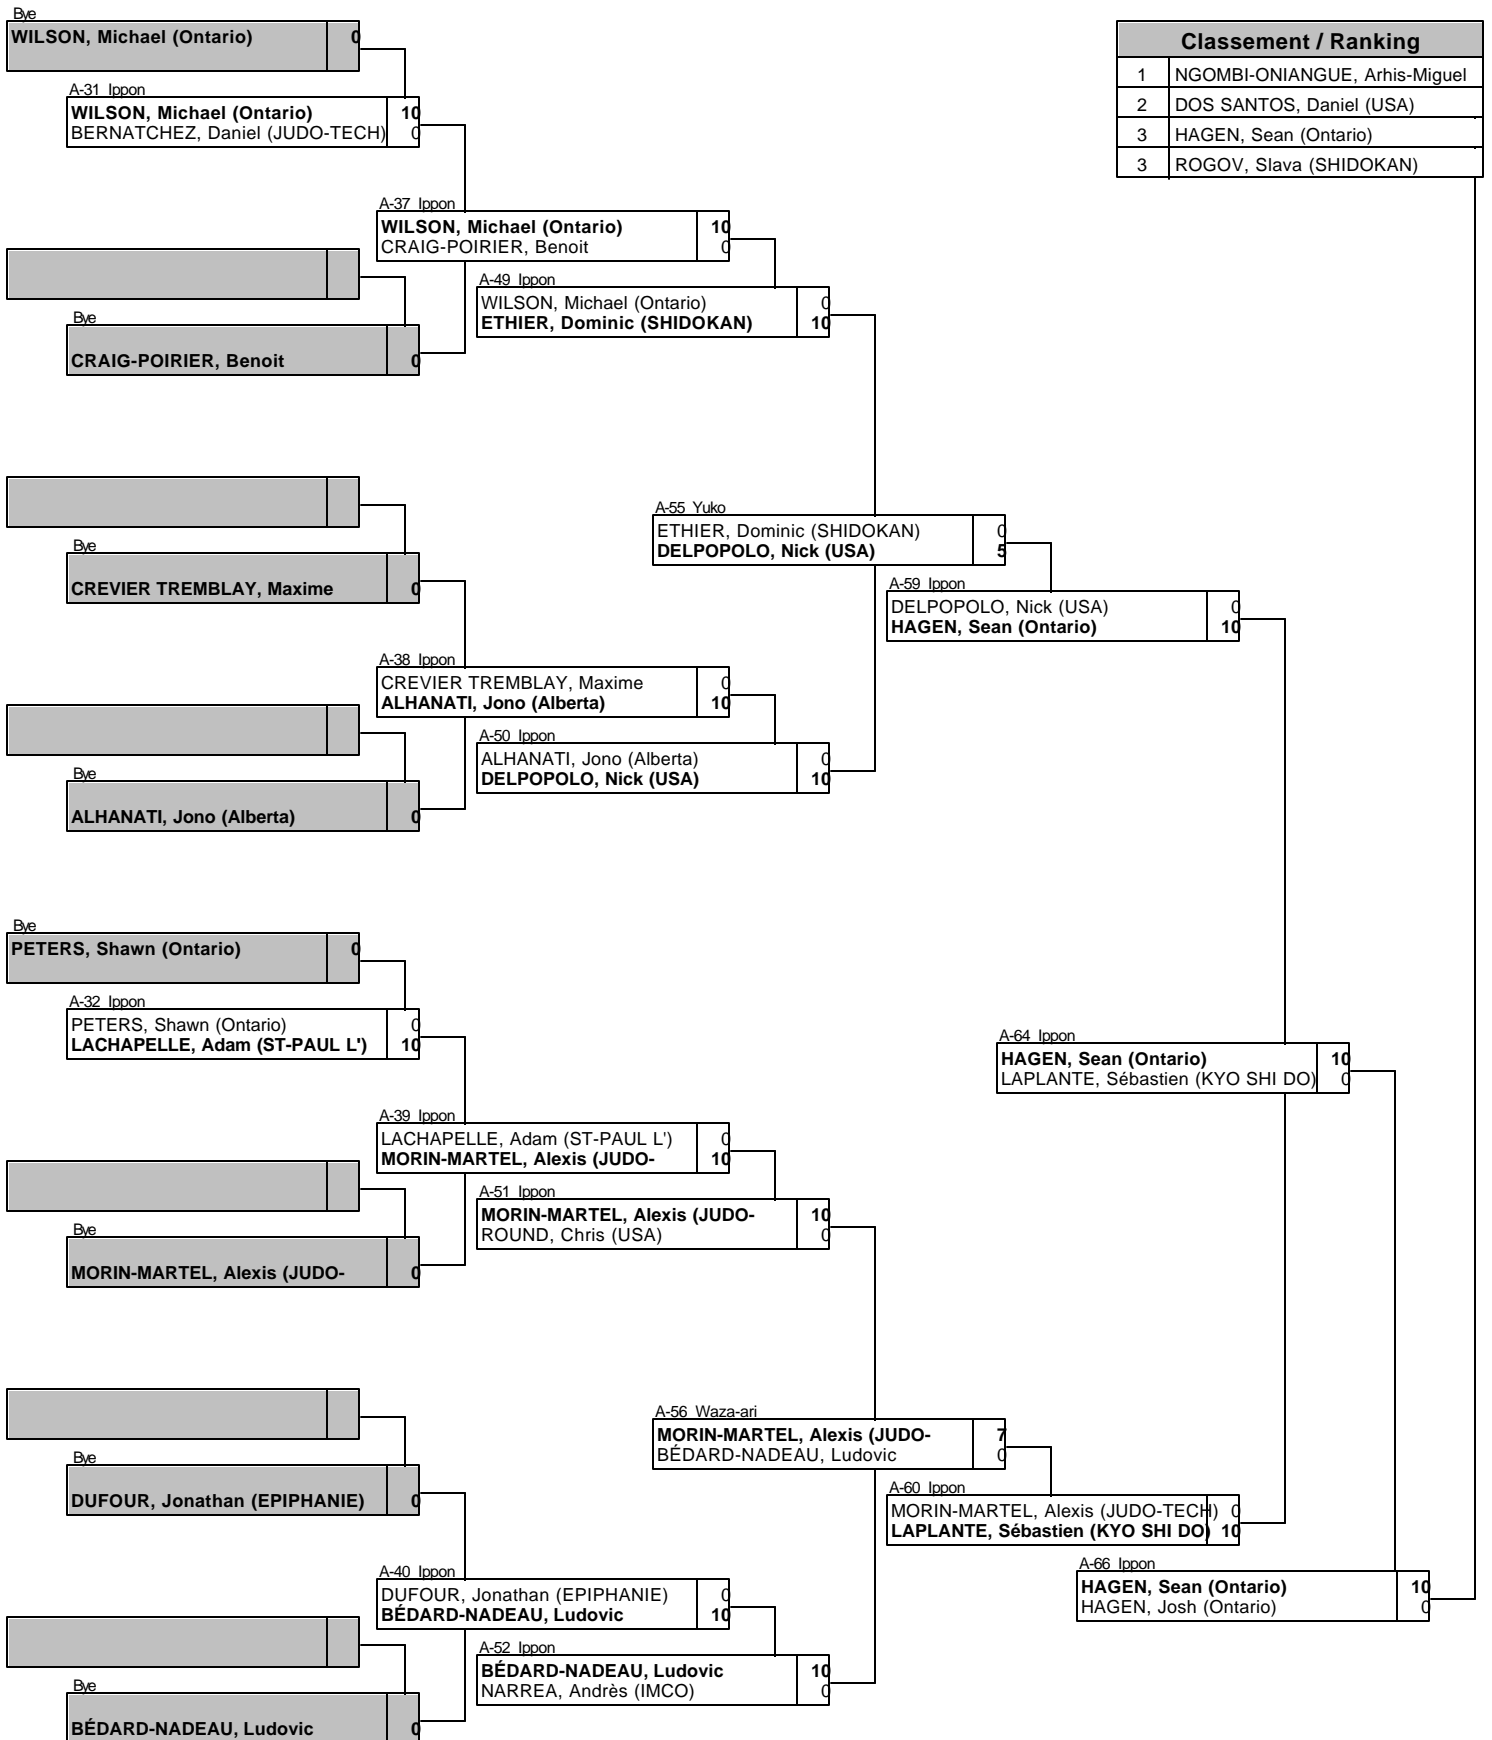 Bye
WILSON, Michael (Ontario) 0
Classement / Ranking
1 NGOMBI-ONIANGUE, Arhis-Miguel
2 DOS SANTOS, Daniel (USA)
3 HAGEN, Sean (Ontario)
3 ROGOV, Slava (SHIDOKAN)
A-31 Ippon
WILSON, Michael (Ontario) 10
BERNATCHEZ, Daniel (JUDO-TECH) 0
A-37 Ippon
WILSON, Michael (Ontario) 10
CRAIG-POIRIER, Benoit 0
A-49 Ippon
WILSON, Michael (Ontario) 0
ETHIER, Dominic (SHIDOKAN) 10
Bye
CRAIG-POIRIER, Benoit 0
A-55 Yuko
ETHIER, Dominic (SHIDOKAN) 0
DELPOPOLO, Nick (USA) 5
Bye
CREVIER TREMBLAY, Maxime 0
A-59 Ippon
DELPOPOLO, Nick (USA) 0
HAGEN, Sean (Ontario) 10
A-38 Ippon
CREVIER TREMBLAY, Maxime 0
ALHANATI, Jono (Alberta) 10
A-50 Ippon
ALHANATI, Jono (Alberta) 0
DELPOPOLO, Nick (USA) 10
Bye
ALHANATI, Jono (Alberta) 0
Bye
PETERS, Shawn (Ontario) 0
A-32 Ippon
PETERS, Shawn (Ontario) 0
LACHAPELLE, Adam (ST-PAUL L') 10
A-64 Ippon
HAGEN, Sean (Ontario) 10
LAPLANTE, Sébastien (KYO SHI DO) 0
A-39 Ippon
LACHAPELLE, Adam (ST-PAUL L') 0
MORIN-MARTEL, Alexis (JUDO- 10
A-51 Ippon
MORIN-MARTEL, Alexis (JUDO- 10
ROUND, Chris (USA) 0
Bye
MORIN-MARTEL, Alexis (JUDO- 0
A-56 Waza-ari
MORIN-MARTEL, Alexis (JUDO- 7
BÉDARD-NADEAU, Ludovic 0
Bye
DUFOUR, Jonathan (EPIPHANIE) 0
A-60 Ippon
MORIN-MARTEL, Alexis (JUDO-TECH) 0
LAPLANTE, Sébastien (KYO SHI DO) 10
A-66 Ippon
HAGEN, Sean (Ontario) 10
HAGEN, Josh (Ontario) 0
A-40 Ippon
DUFOUR, Jonathan (EPIPHANIE) 0
BÉDARD-NADEAU, Ludovic 10
A-52 Ippon
BÉDARD-NADEAU, Ludovic 10
NARREA, Andrès (IMCO) 0
Bye
BÉDARD-NADEAU, Ludovic 0